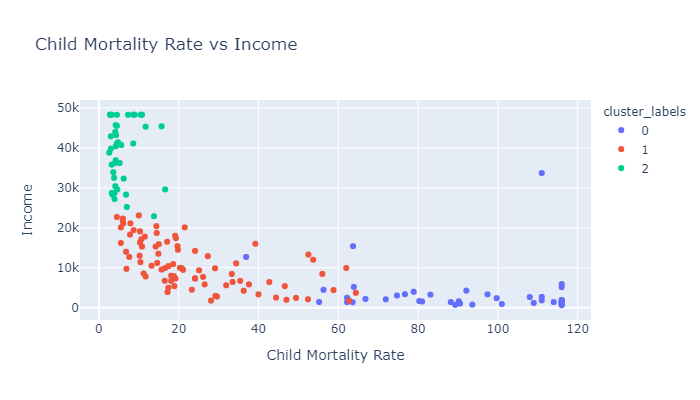 Child Mortality Rate vs Income
50k
40k
30k
20k
10k
0
0 20 40 60 80 100 120
Income
Child Mortality Rate
cluster_labels
0
1
2